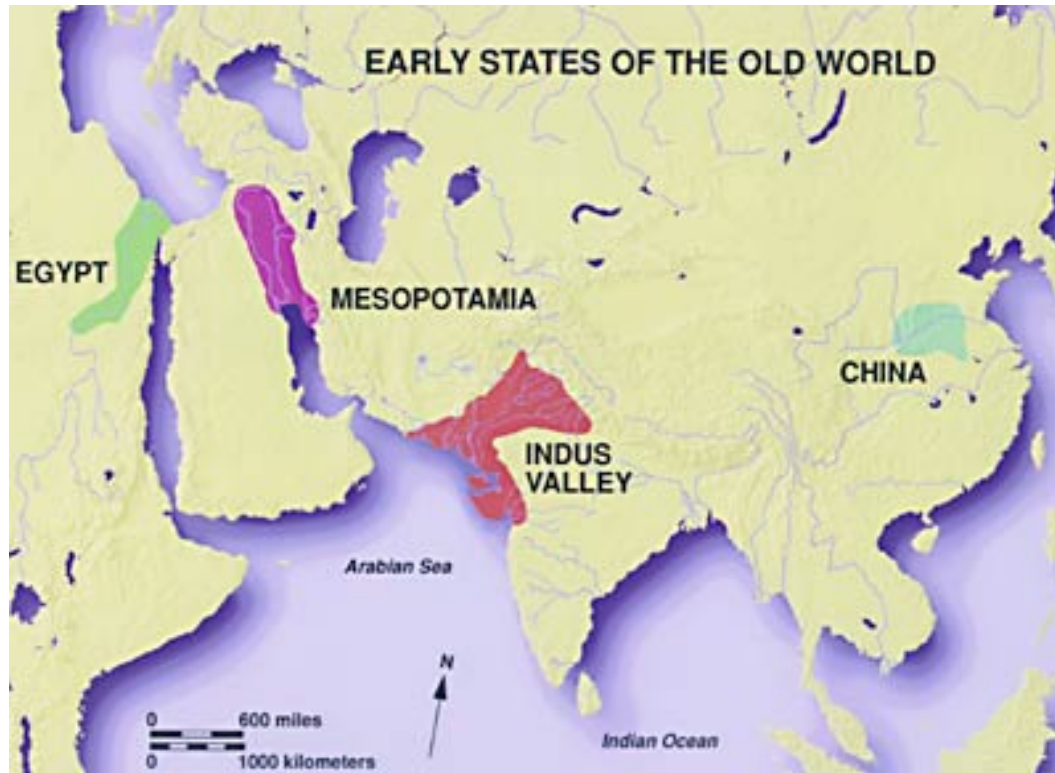 EARLY STATES OF THE OLD WORLD
EGYPT
MESOPOTAMIA
CHINA
INDUS
VALLEY
Arabian Sea
N
0 600 miles
0 1000 kilometers
Indian Ocean